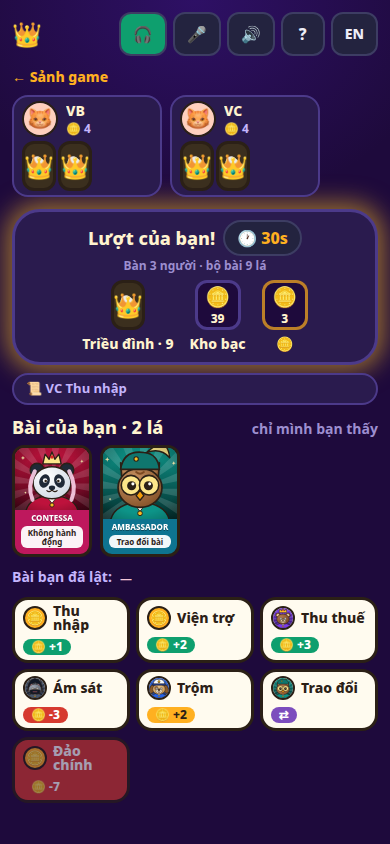 ?
EN
← Sảnh game
VB
4
VC
4
Lượt của bạn!
30s
Bàn 3 người · bộ bài 9 lá
39
3
Triều đình · 9
Kho bạc
VC Thu nhập
Bài của bạn · 2 lá
chỉ mình bạn thấy
CONTESSA
Không hành
động
AMBASSADOR
Trao đổi bài
Bài bạn đã lật: —
Thu
nhập
+1
Viện trợ
+2
Thu thuế
+3
Ám sát
-3
Trộm
+2
Trao đổi
⇄
Đảo
chính
-7